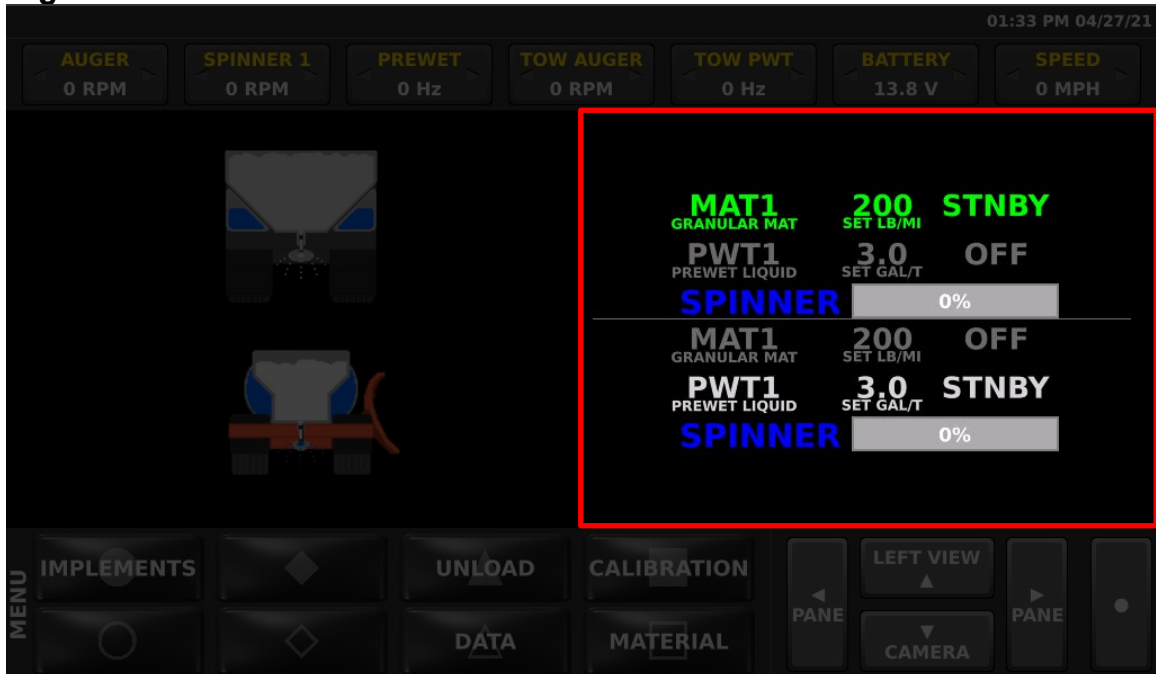 01:33 PM 04/27/21
AUGER SPINNER 1 PREWET TOW AUGER TOW PWT BATTERY SPEED
0 RPM 0 RPM 0 Hz 0 RPM 0 Hz 13.8 V 0 MPH
MAT1 200 STNBY
GRANULAR MAT SET LB/MI
PWT1 3.0 OFF
PREWET LIQUID SET GAL/T
SPINNER 0%
MAT1 200 OFF
GRANULAR MAT SET LB/MI
PWT1 3.0 STNBY
PREWET LIQUID SET GAL/T
SPINNER 0%
MENU
IMPLEMENTS UNLOAD CALIBRATION
DATA MATERIAL
PANE
LEFT VIEW
CAMERA
PANE